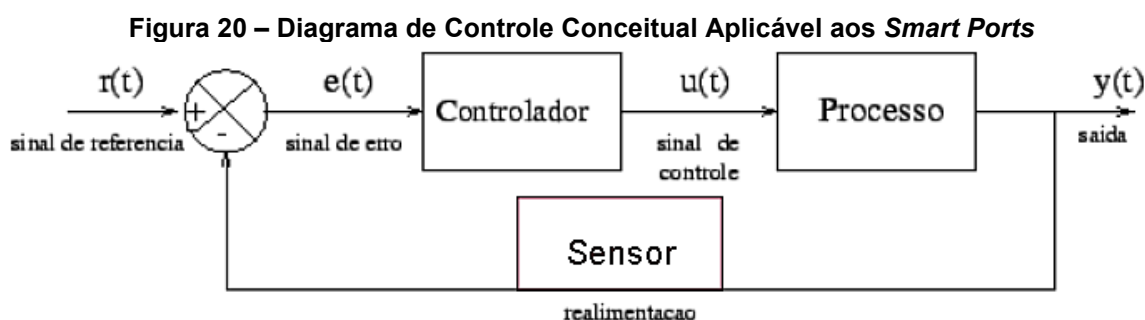 Figura 20 – Diagrama de Controle Conceitual Aplicável aos Smart Ports
r(t)
sinal de referencia
+
-
e(t)
sinal de erro
Controlador
u(t)
sinal de
controle
Processo
y(t)
saida
Sensor
realimentacao